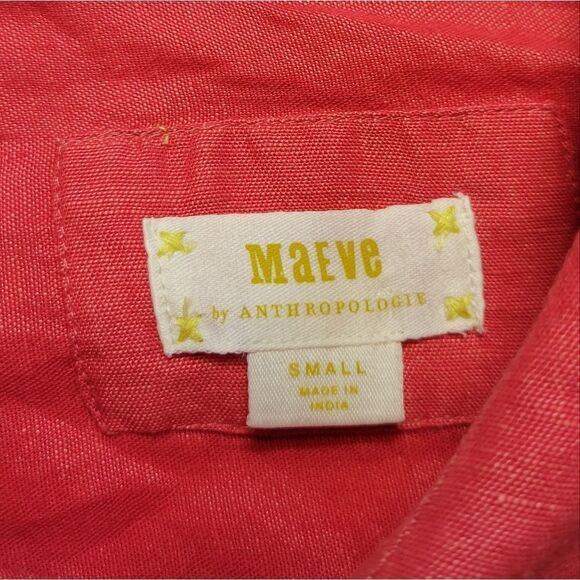 MaEVe
by ANTHROPOLOGIE
SMALL
MADE IN
INDIA